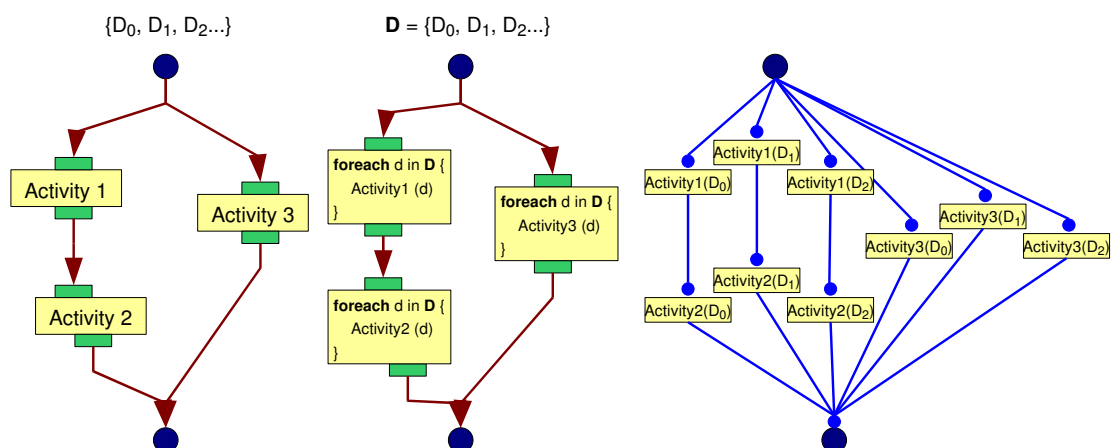 {D₀, D₁, D₂...}
Activity 1
Activity 3
Activity 2
D = {D₀, D₁, D₂...}
foreach d in D {
Activity1 (d)
}
foreach d in D {
Activity3 (d)
}
foreach d in D {
Activity2 (d)
}
Activity1(D₁)
Activity1(D₀)
Activity1(D₂)
Activity3(D₁)
Activity3(D₀)
Activity3(D₂)
Activity2(D₁)
Activity2(D₀)
Activity2(D₂)